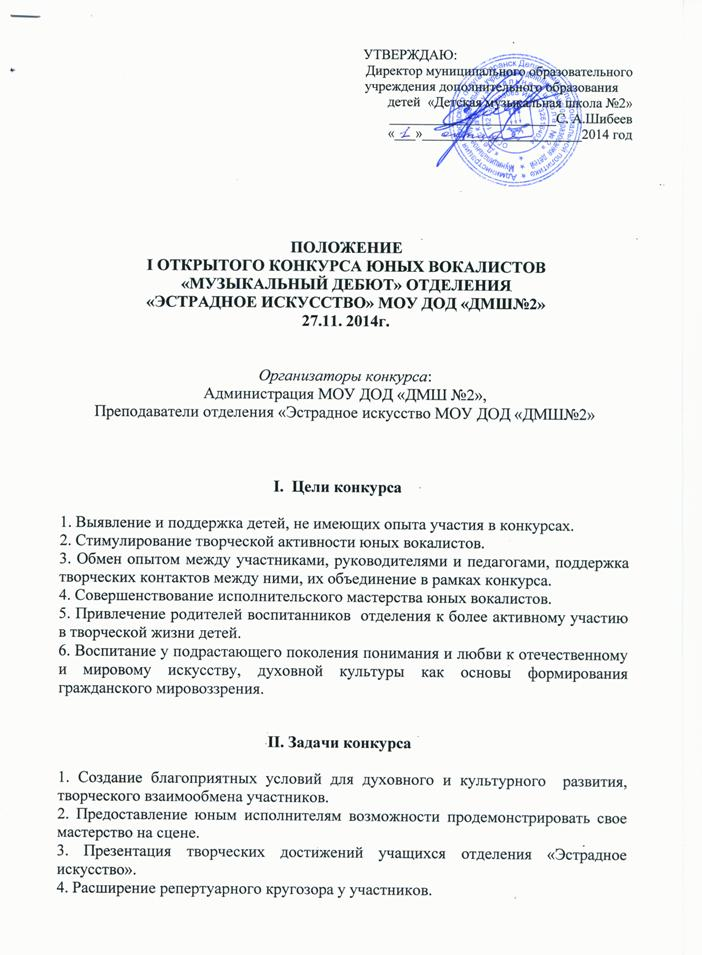 УТВЕРЖДАЮ:
Директор муниципального образовательного
учреждения дополнительного образования
детей «Детская музыкальная школа №2»
С. А.Шибеев
« 1 » 2014 год
ПОЛОЖЕНИЕ
I ОТКРЫТОГО КОНКУРСА ЮНЫХ ВОКАЛИСТОВ
«МУЗЫКАЛЬНЫЙ ДЕБЮТ» ОТДЕЛЕНИЯ
«ЭСТРАДНОЕ ИСКУССТВО» МОУ ДОД «ДМШ№2»
27.11. 2014г.
Организаторы конкурса:
Администрация МОУ ДОД «ДМШ №2»,
Преподаватели отделения «Эстрадное искусство МОУ ДОД «ДМШ№2»
I. Цели конкурса
1. Выявление и поддержка детей, не имеющих опыта участия в конкурсах.
2. Стимулирование творческой активности юных вокалистов.
3. Обмен опытом между участниками, руководителями и педагогами, поддержка
творческих контактов между ними, их объединение в рамках конкурса.
4. Совершенствование исполнительского мастерства юных вокалистов.
5. Привлечение родителей воспитанников отделения к более активному участию
в творческой жизни детей.
6. Воспитание у подрастающего поколения понимания и любви к отечественному
и мировому искусству, духовной культуры как основы формирования
гражданского мировоззрения.
II. Задачи конкурса
1. Создание благоприятных условий для духовного и культурного развития,
творческого взаимообмена участников.
2. Предоставление юным исполнителям возможности продемонстрировать свое
мастерство на сцене.
3. Презентация творческих достижений учащихся отделения «Эстрадное
искусство».
4. Расширение репертуарного кругозора у участников.